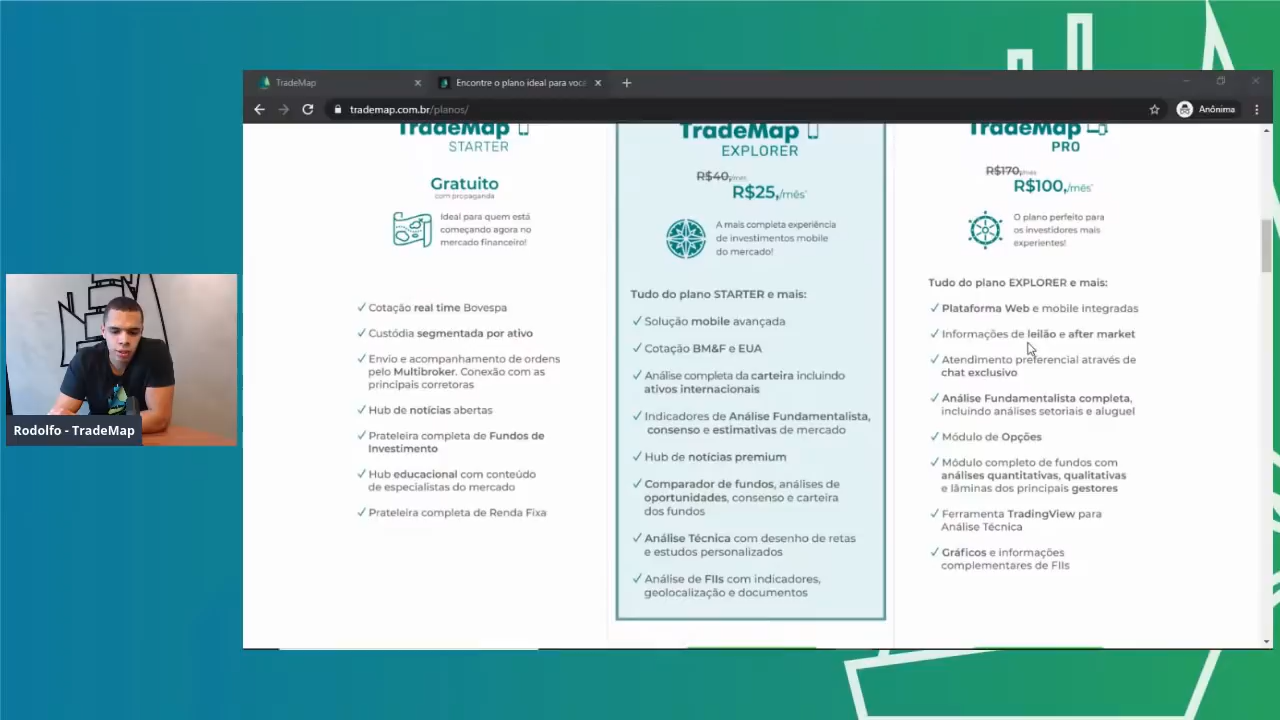 TradeMap
Encontre o plano ideal para você
trademap.com.br/planos/
Anônima
TradeMap
STARTER
Gratuito
com propaganda
Ideal para quem está
começando agora no
mercado financeiro!
✓ Cotação real time Bovespa
✓ Custódia segmentada por ativo
✓ Envio e acompanhamento de ordens
pelo Multibroker. Conexão com as
principais corretoras
✓ Hub de notícias abertas
✓ Prateleira completa de Fundos de
Investimento
✓ Hub educacional com conteúdo
de especialistas do mercado
✓ Prateleira completa de Renda Fixa
TradeMap
EXPLORER
R$40,/mês
R$25,/mês*
A mais completa experiência
de investimentos mobile
do mercado!
Tudo do plano STARTER e mais:
✓ Solução mobile avançada
✓ Cotação BM&F e EUA
✓ Análise completa da carteira incluindo
ativos internacionais
✓ Indicadores de Análise Fundamentalista,
consenso e estimativas de mercado
✓ Hub de notícias premium
✓ Comparador de fundos, análises de
oportunidades, consenso e carteira
dos fundos
✓ Análise Técnica com desenho de retas
e estudos personalizados
✓ Análise de FIIs com indicadores,
geolocalização e documentos
TradeMap
PRO
R$170,/mês
R$100,/mês*
O plano perfeito para
os investidores mais
experientes!
Tudo do plano EXPLORER e mais:
✓ Plataforma Web e mobile integradas
✓ Informações de leilão e after market
✓ Atendimento preferencial através de
chat exclusivo
✓ Análise Fundamentalista completa,
incluindo análises setoriais e aluguel
✓ Módulo de Opções
✓ Módulo completo de fundos com
análises quantitativas, qualitativas
e lâminas dos principais gestores
✓ Ferramenta TradingView para
Análise Técnica
✓ Gráficos e informações
complementares de FIIs
Rodolfo - TradeMap